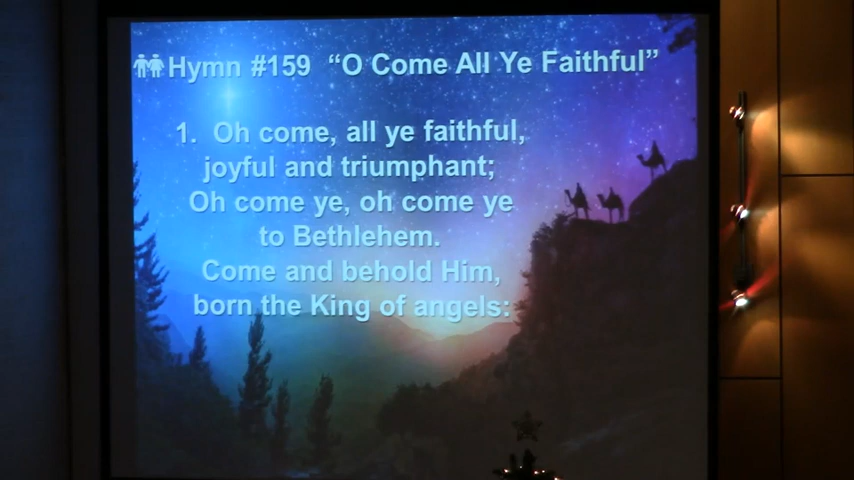 Hymn #159 “O Come All Ye Faithful”
1. Oh come, all ye faithful,
joyful and triumphant;
Oh come ye, oh come ye
to Bethlehem.
Come and behold Him,
born the King of angels: